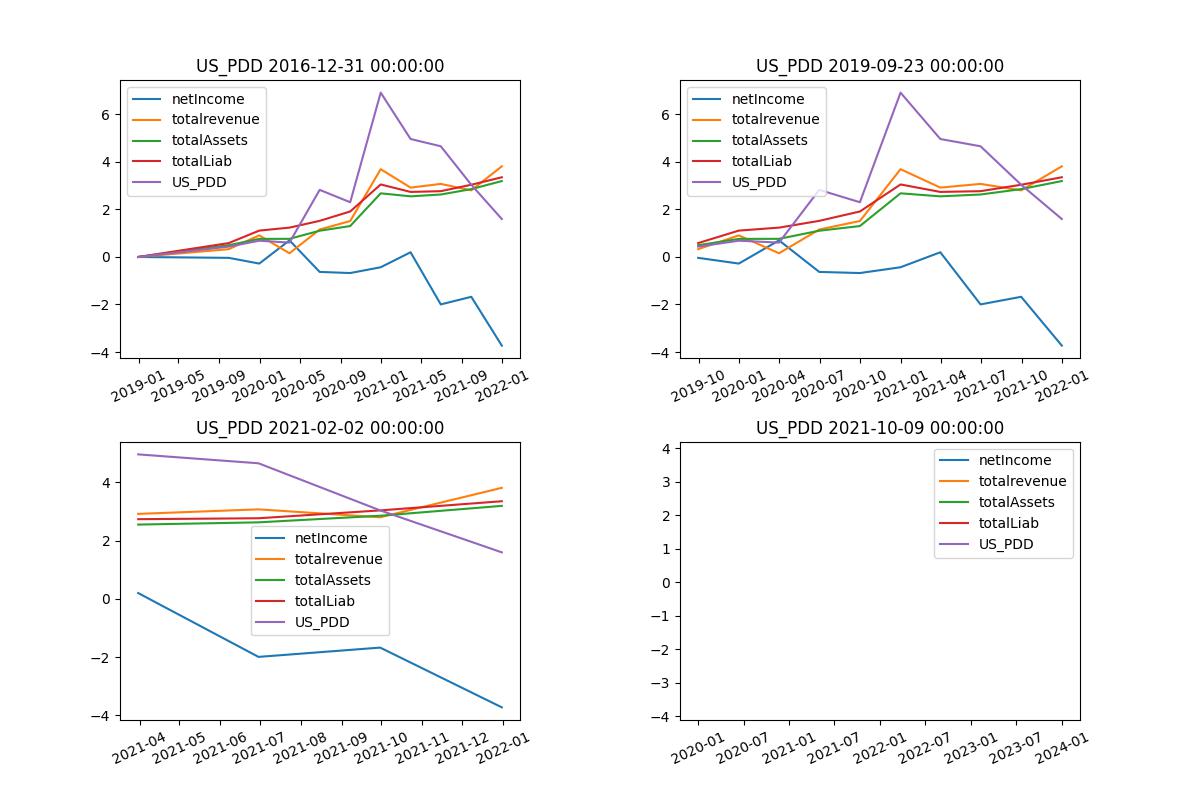 US_PDD 2016-12-31 00:00:00
netIncome
totalrevenue
totalAssets
totalLiab
US_PDD
6
4
2
0
−2
−4
2019-01
2019-05
2019-09
2020-01
2020-05
2020-09
2021-01
2021-05
2021-09
2022-01
US_PDD 2019-09-23 00:00:00
netIncome
totalrevenue
totalAssets
totalLiab
US_PDD
6
4
2
0
−2
−4
2019-10
2020-01
2020-04
2020-07
2020-10
2021-01
2021-04
2021-07
2021-10
2022-01
US_PDD 2021-02-02 00:00:00
4
2
0
−2
−4
netIncome
totalrevenue
totalAssets
totalLiab
US_PDD
2021-04
2021-05
2021-06
2021-07
2021-08
2021-09
2021-10
2021-11
2021-12
2022-01
US_PDD 2021-10-09 00:00:00
4
3
2
1
0
−1
−2
−3
−4
netIncome
totalrevenue
totalAssets
totalLiab
US_PDD
2020-01
2020-07
2021-01
2021-07
2022-01
2022-07
2023-01
2023-07
2024-01